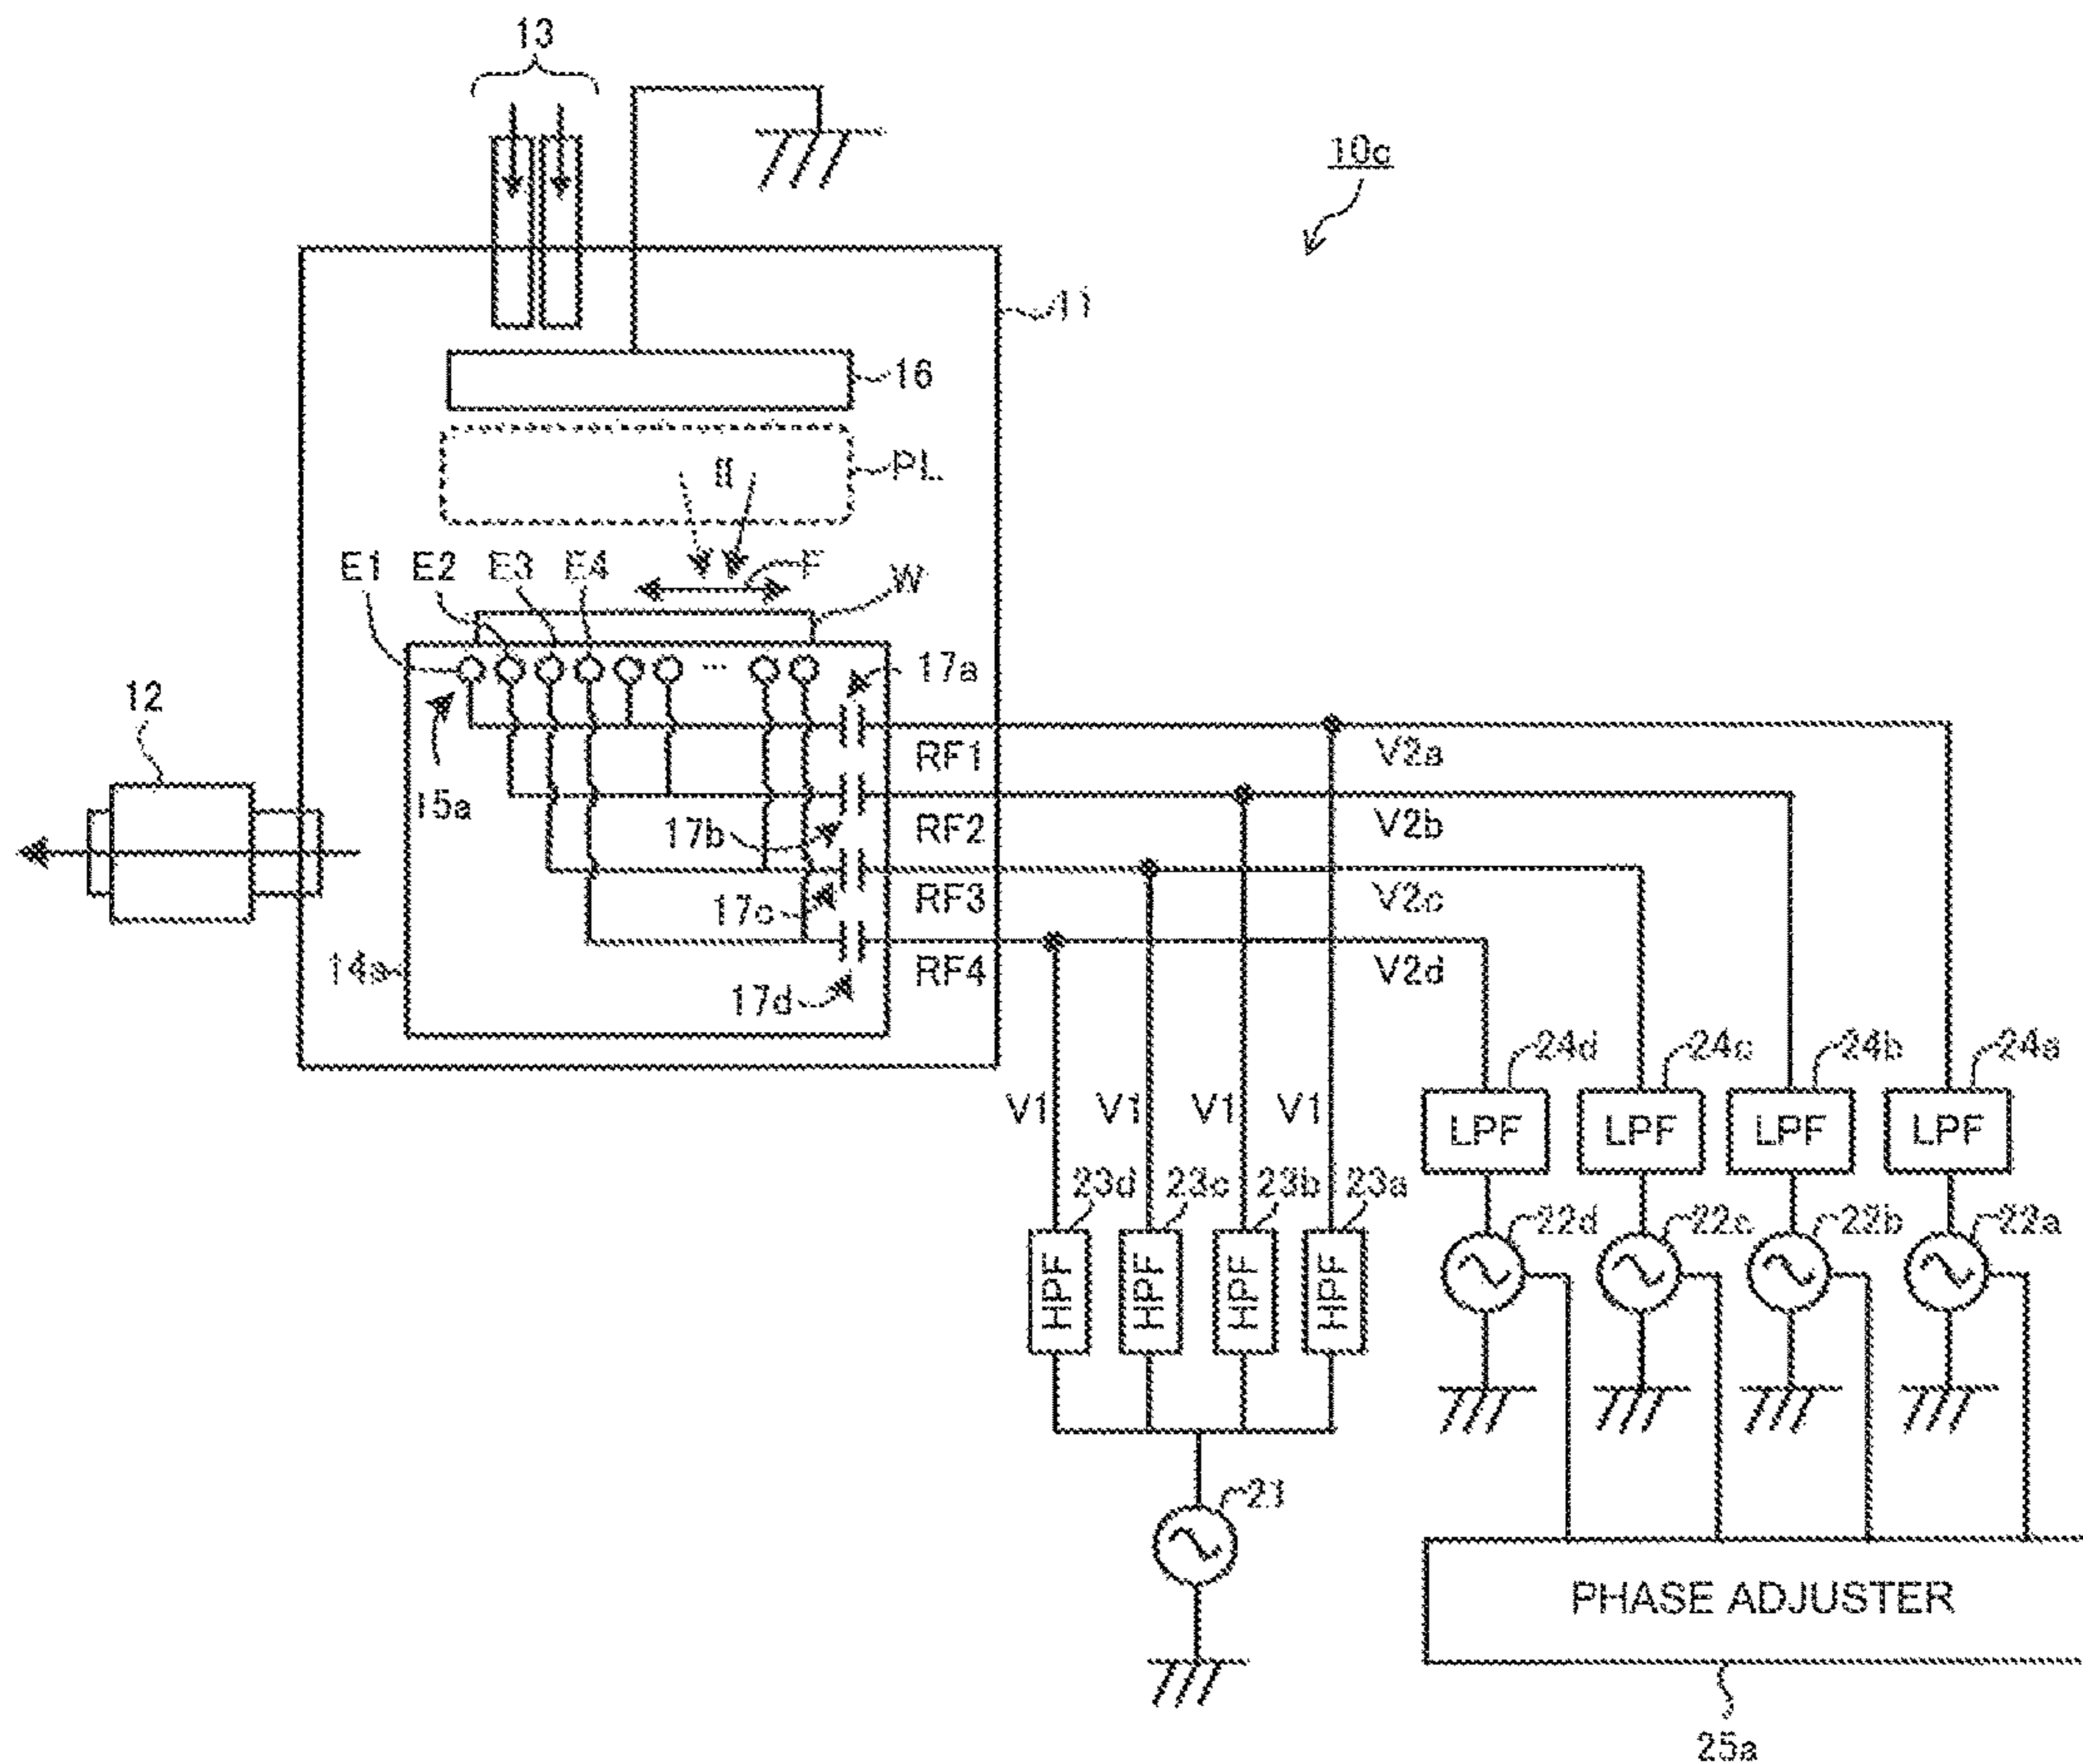 13
10c
11
16
PL
II
E1 E2 E3 E4 F W
17a
12
15a
RF1 V2a
17b RF2 V2b
17c RF3 V2c
14a 17d RF4 V2d
24d 24c 24b 24a
V1 V1 V1 V1
LPF LPF LPF LPF
23d 23c 23b 23a
22d 22c 22b 22a
HPF HPF HPF HPF
21
PHASE ADJUSTER
25a